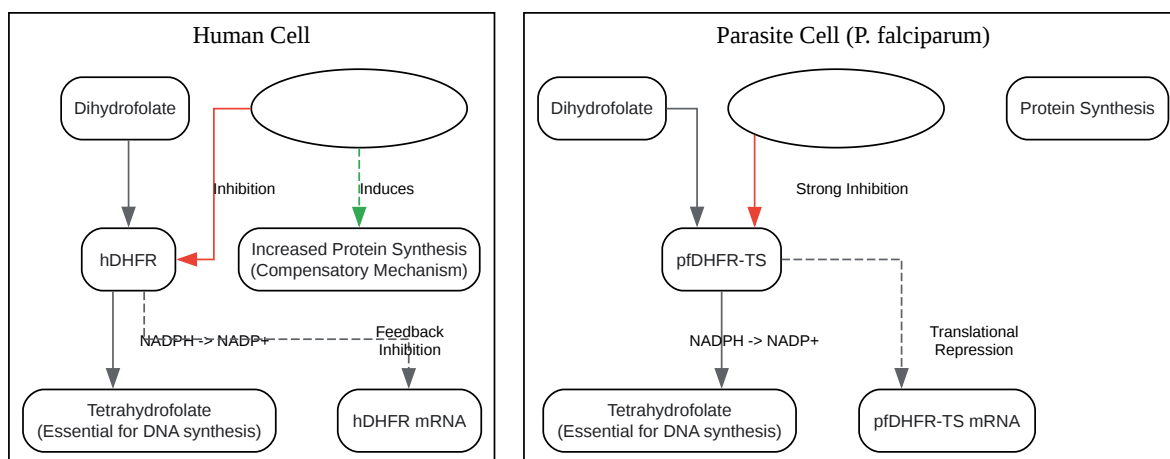 Human Cell
Dihydrofolate
Inhibition
Induces
hDHFR
Increased Protein Synthesis
(Compensatory Mechanism)
NADPH -> NADP+
Feedback
Inhibition
Tetrahydrofolate
(Essential for DNA synthesis)
hDHFR mRNA
Parasite Cell (P. falciparum)
Dihydrofolate
Protein Synthesis
Strong Inhibition
pfDHFR-TS
NADPH -> NADP+
Translational
Repression
Tetrahydrofolate
(Essential for DNA synthesis)
pfDHFR-TS mRNA